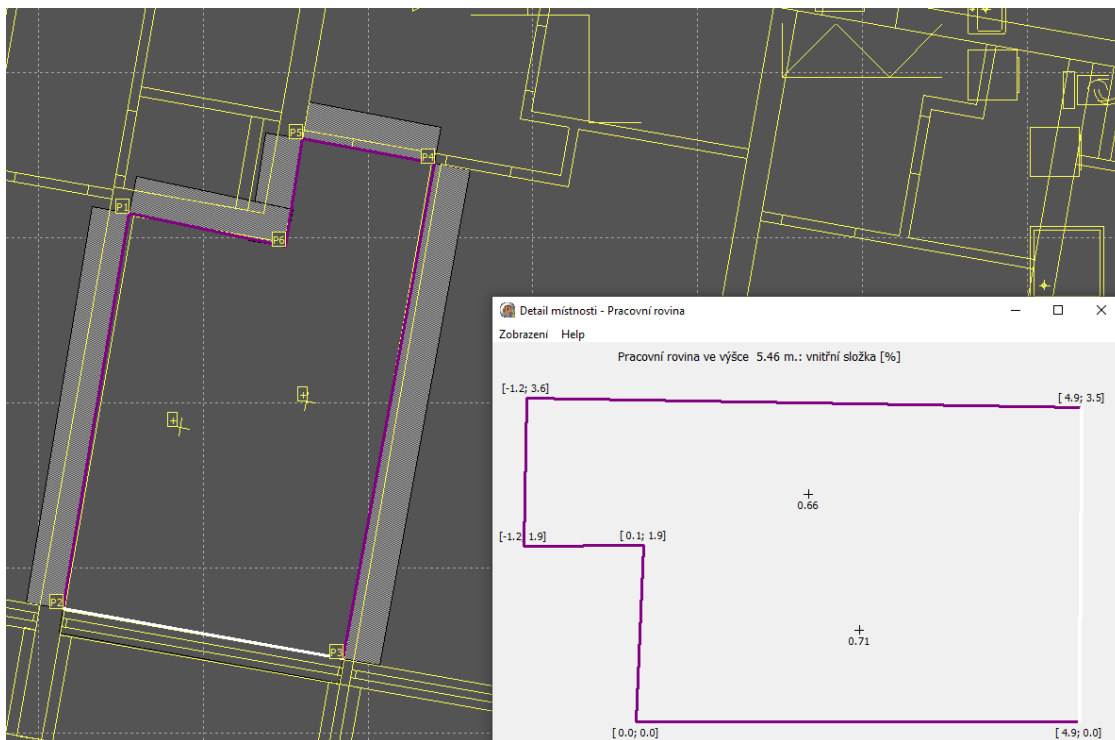 P5
P4
P1
P6
P2
P3
Detail místnosti - Pracovní rovina
Zobrazení Help
Pracovní rovina ve výšce 5.46 m.: vnitřní složka [%]
[-1.2; 3.6]
[ 4.9; 3.5]
0.66
[-1.2; 1.9]
[ 0.1; 1.9]
0.71
[ 0.0; 0.0]
[ 4.9; 0.0]